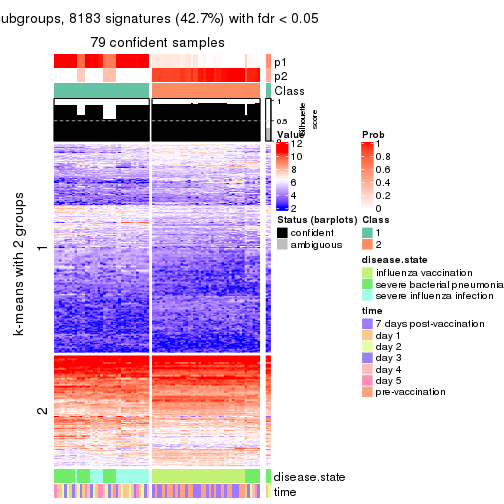 ubgroups, 8183 signatures (42.7%) with fdr < 0.05
79 confident samples
p1
p2
Class
1
0.5
0
Silhouette
score
k-means with 2 groups
1
2
disease.state
time
Value
12
10
8
6
4
2
Prob
1
0.8
0.6
0.4
0.2
0
Status (barplots)
confident
ambiguous
Class
1
2
disease.state
influenza vaccination
severe bacterial pneumonia
severe influenza infection
time
7 days post-vaccination
day 1
day 2
day 3
day 4
day 5
pre-vaccination